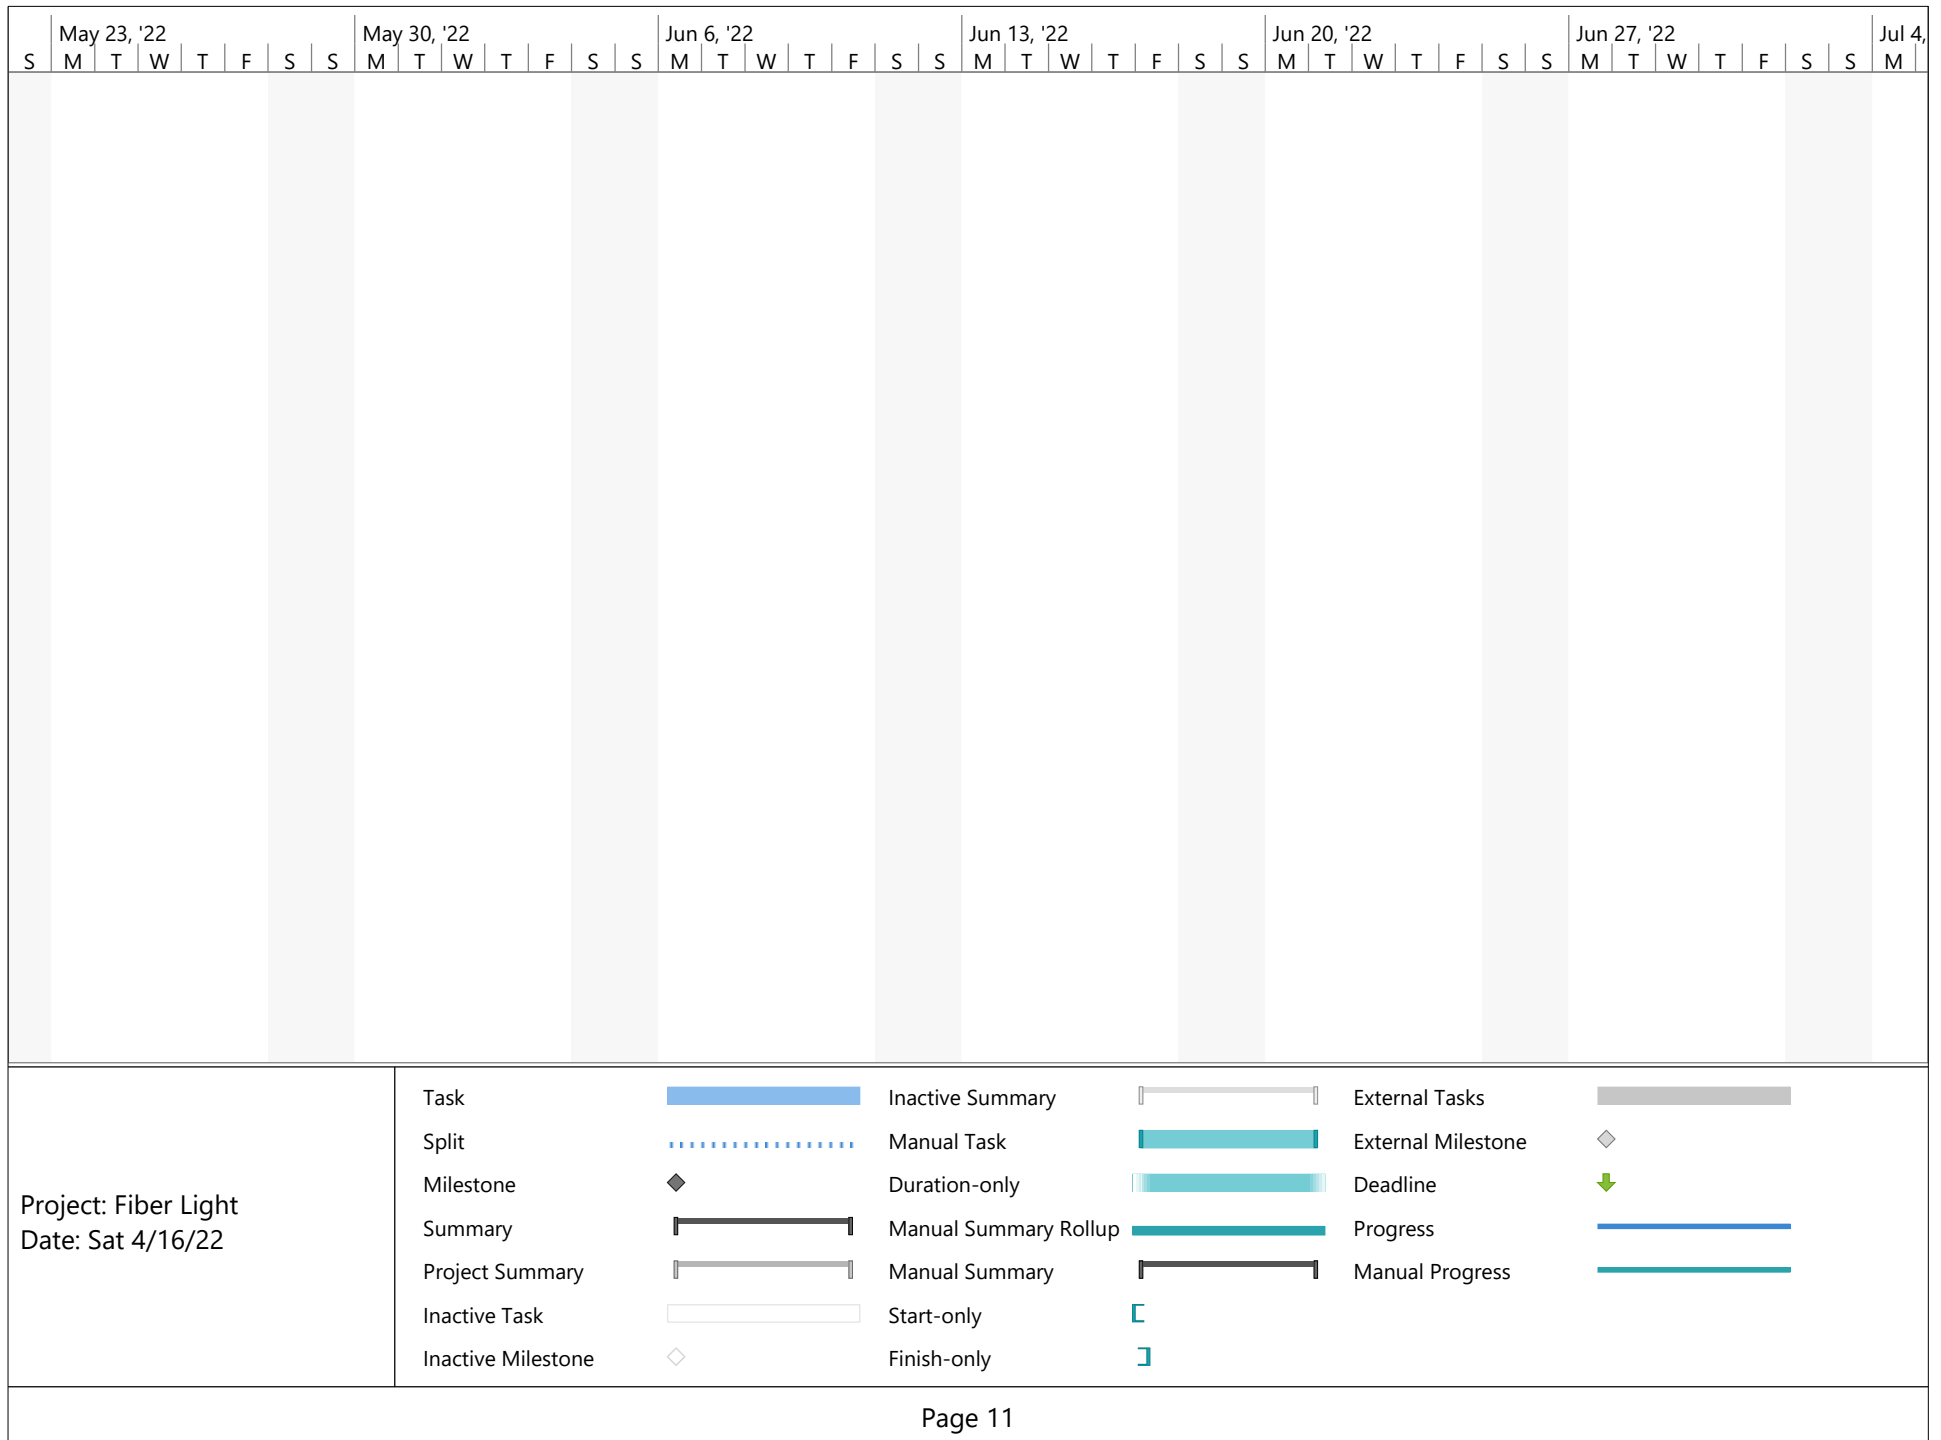 May 23, '22 May 30, '22 Jun 6, '22 Jun 13, '22 Jun 20, '22 Jun 27, '22 Jul 4,
S M T W T F S S M T W T F S S M T W T F S S M T W T F S S M T W T F S S M T W T F S S M
Task Inactive Summary External Tasks
Split Manual Task External Milestone
Milestone Duration-only Deadline
Project: Fiber Light
Date: Sat 4/16/22
Summary Manual Summary Rollup Progress
Project Summary Manual Summary Manual Progress
Inactive Task Start-only
Inactive Milestone Finish-only
Page 11